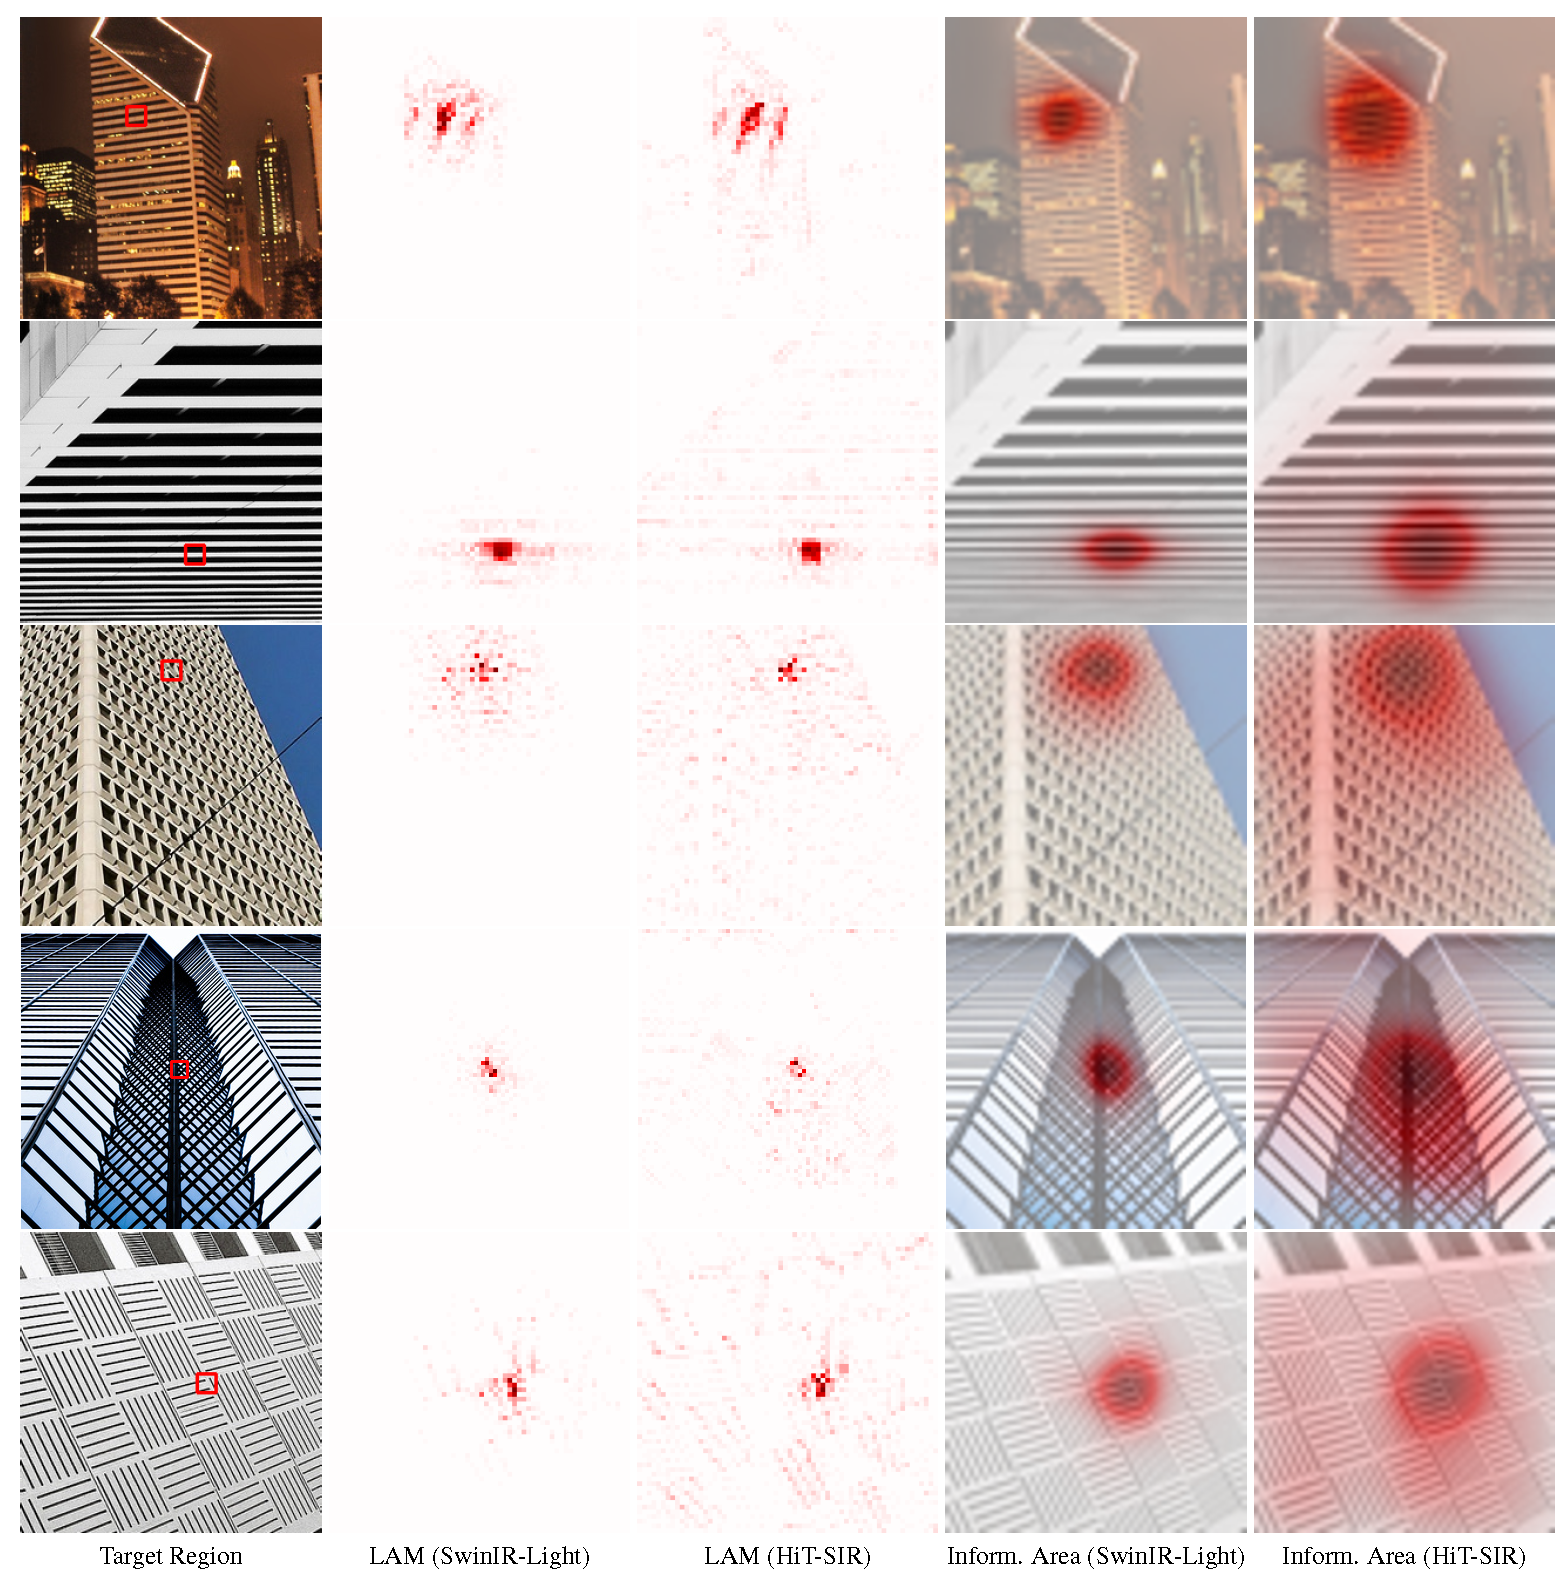 Target Region
LAM (SwinIR-Light)
LAM (HiT-SIR)
Inform. Area (SwinIR-Light)
Inform. Area (HiT-SIR)